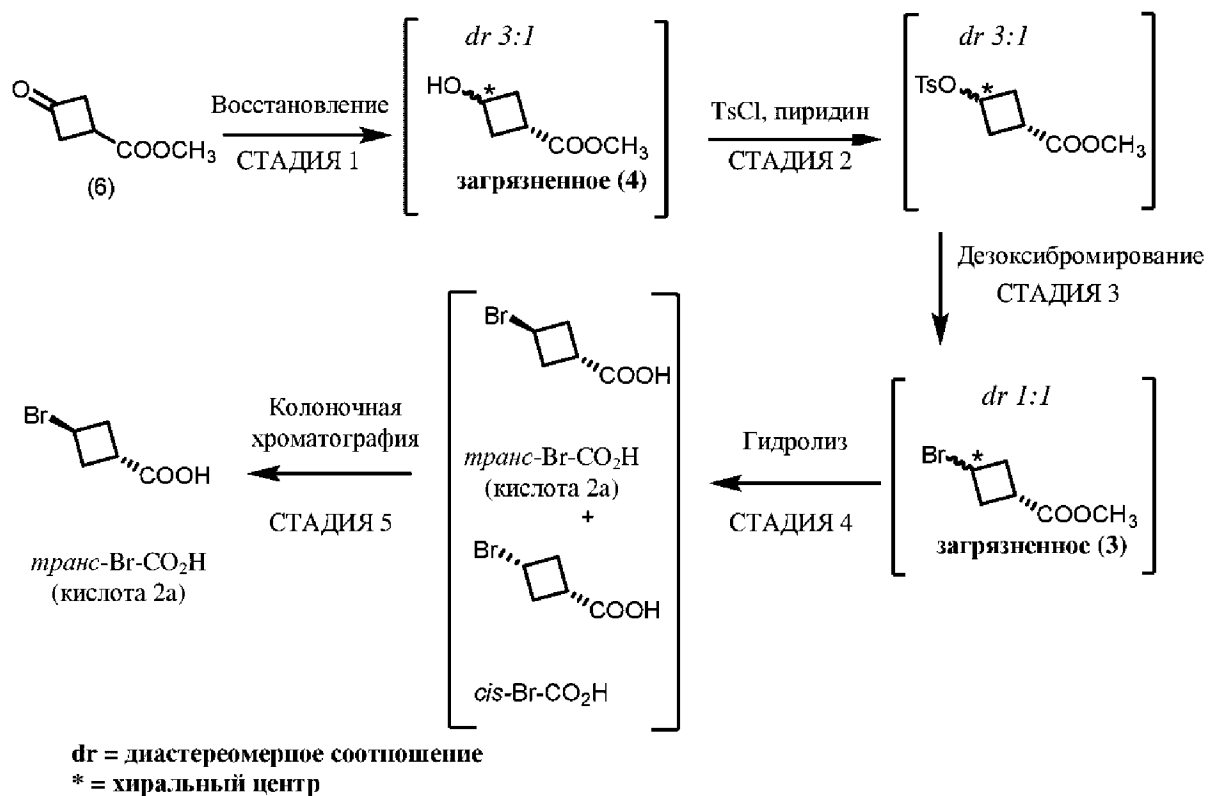 O
COOCH3
(6)
Восстановление
СТАДИЯ 1
dr 3:1
HO
*
COOCH3
загрязненное (4)
TsCl, пиридин
СТАДИЯ 2
dr 3:1
TsO
*
COOCH3
Дезоксибромирование
СТАДИЯ 3
dr 1:1
Br
*
COOCH3
загрязненное (3)
Гидролиз
СТАДИЯ 4
Br
COOH
транс-Br-CO2H
(кислота 2a)
+
Br
COOH
cis-Br-CO2H
Колоночная
хроматография
СТАДИЯ 5
Br
COOH
транс-Br-CO2H
(кислота 2a)
dr = диастереомерное соотношение
* = хиральный центр